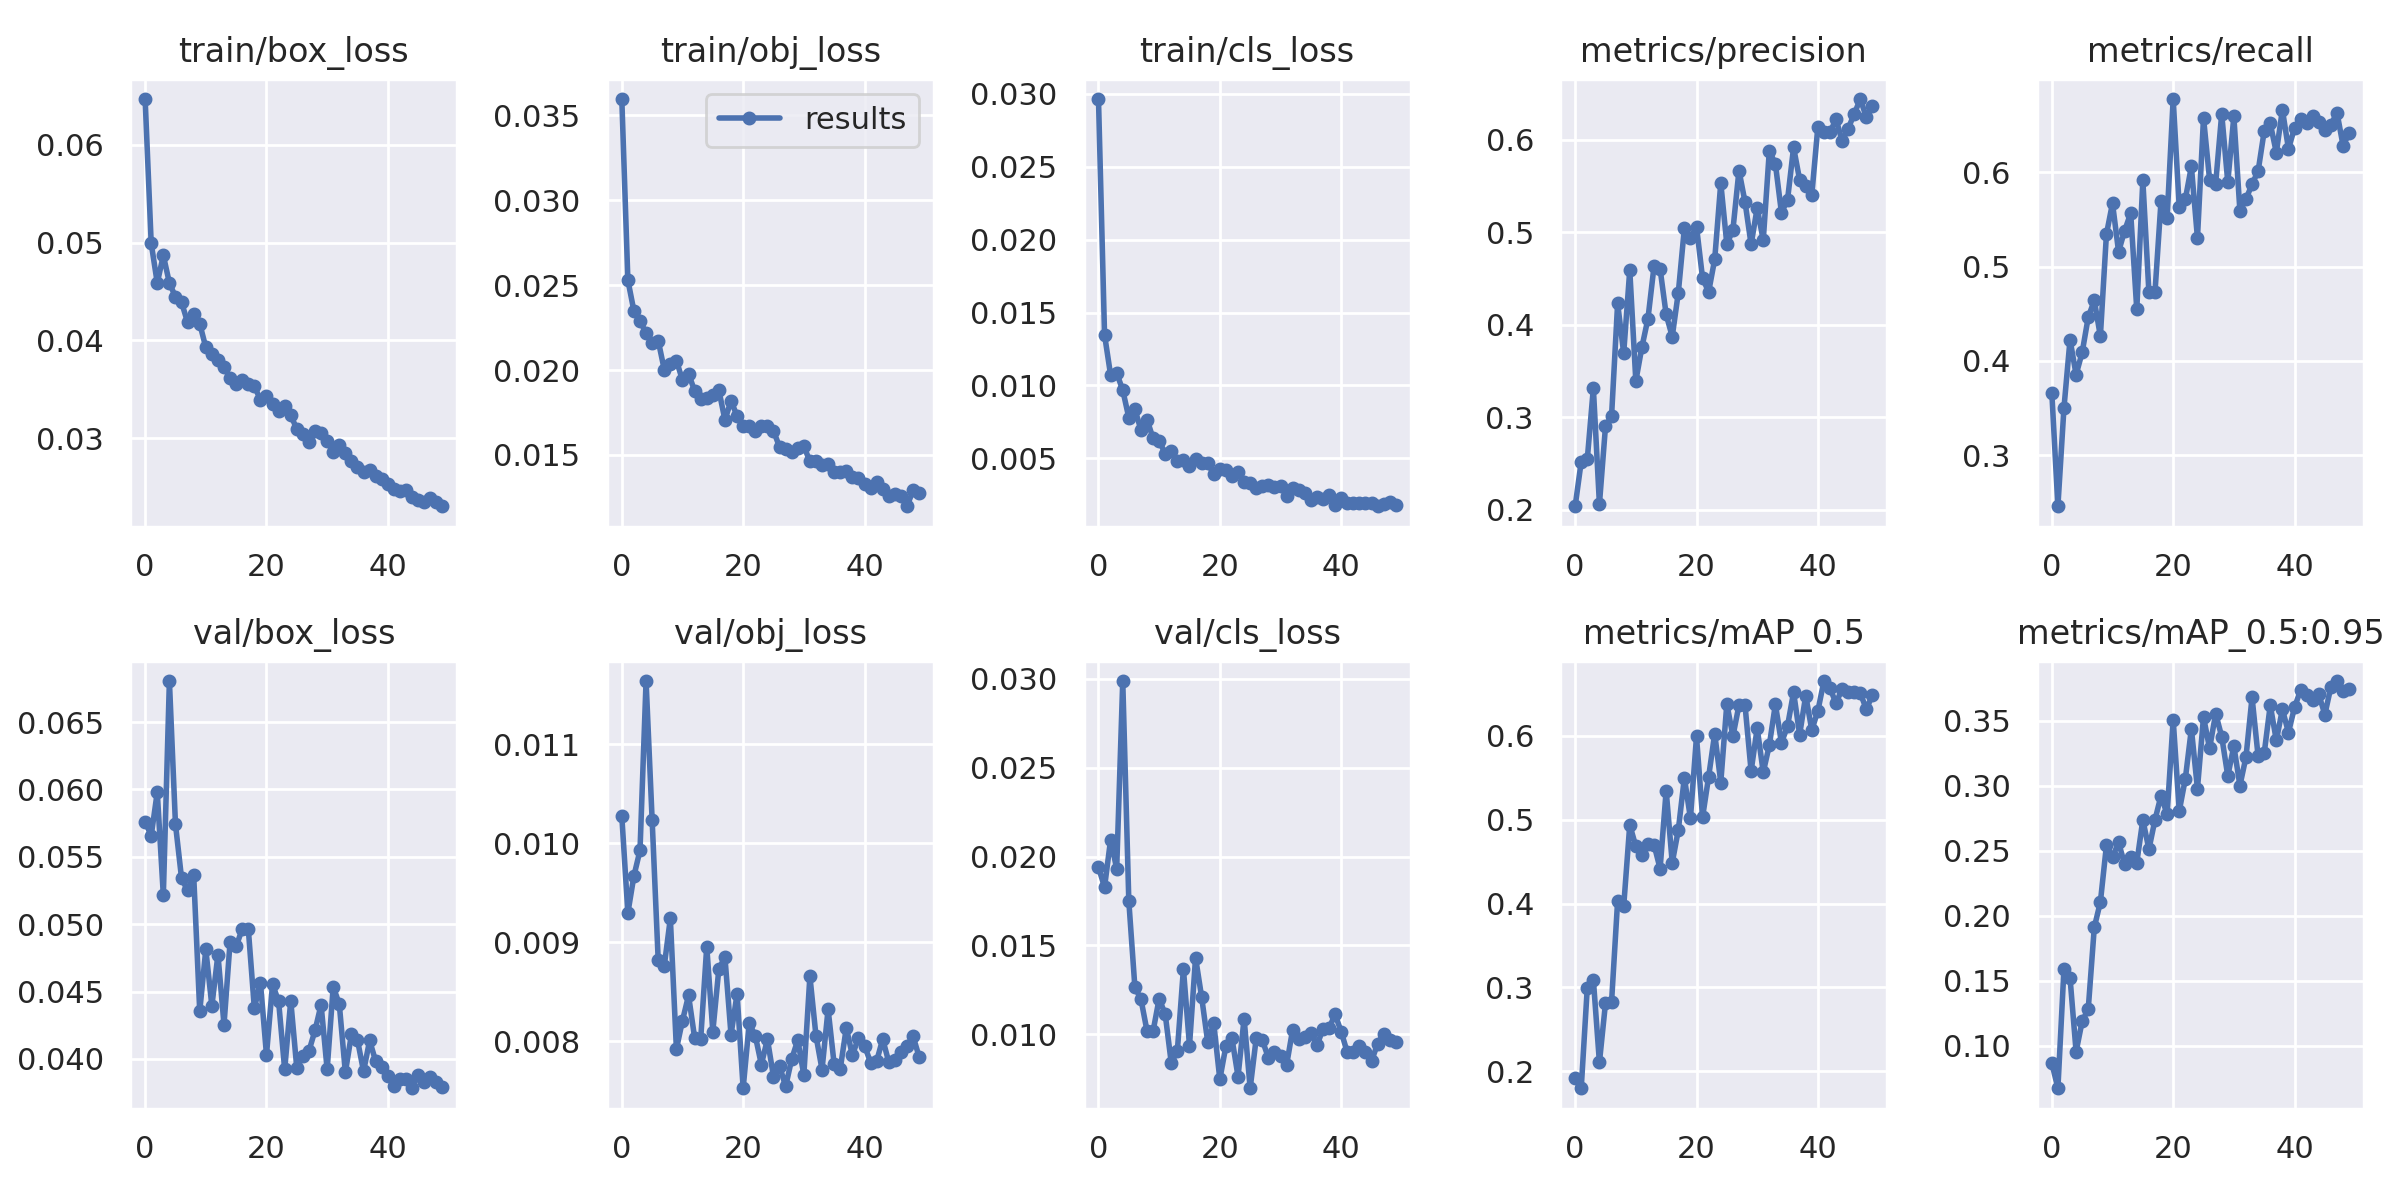 train/box_loss
0.06
0.05
0.04
0.03
0 20 40
train/obj_loss
results
0.035
0.030
0.025
0.020
0.015
0 20 40
train/cls_loss
0.030
0.025
0.020
0.015
0.010
0.005
0 20 40
metrics/precision
0.6
0.5
0.4
0.3
0.2
0 20 40
metrics/recall
0.6
0.5
0.4
0.3
0 20 40
val/box_loss
0.065
0.060
0.055
0.050
0.045
0.040
0 20 40
val/obj_loss
0.011
0.010
0.009
0.008
0 20 40
val/cls_loss
0.030
0.025
0.020
0.015
0.010
0 20 40
metrics/mAP_0.5
0.6
0.5
0.4
0.3
0.2
0 20 40
metrics/mAP_0.5:0.95
0.35
0.30
0.25
0.20
0.15
0.10
0 20 40